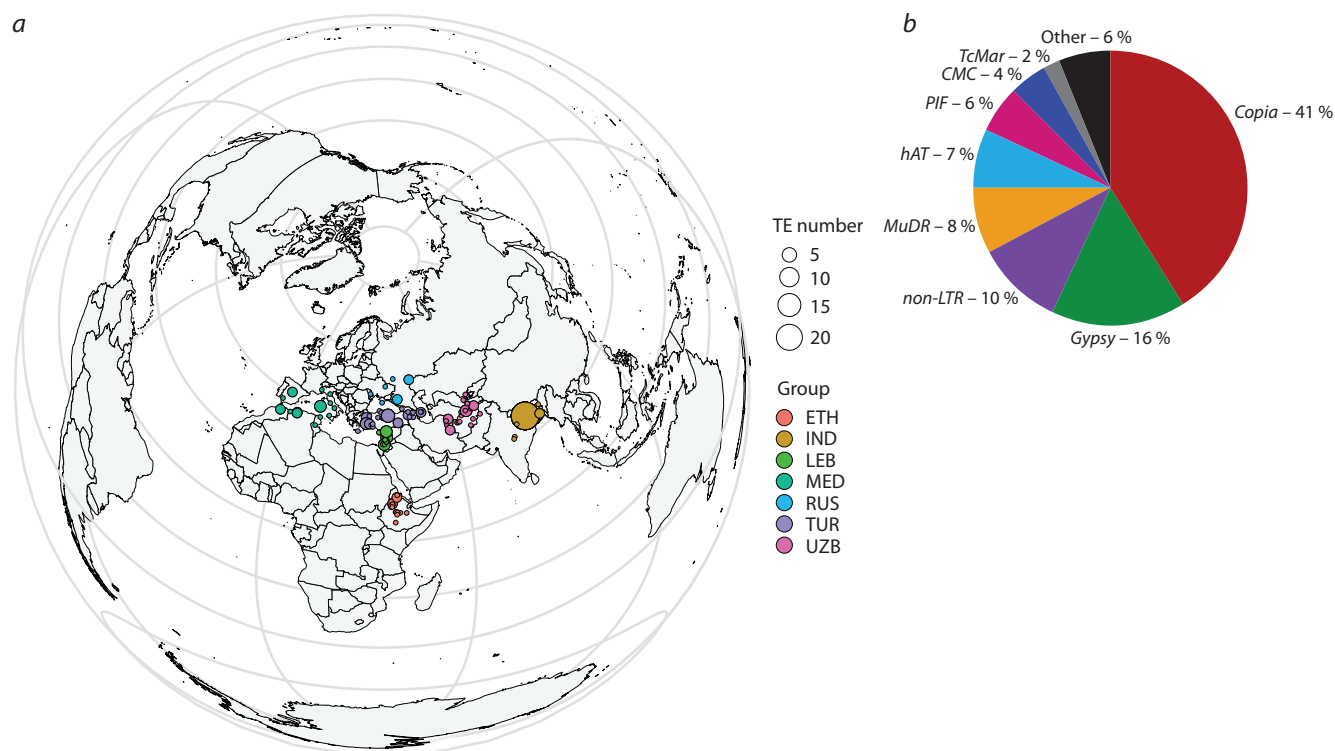 a
TE number
5
10
15
20
Group
ETH
IND
LEB
MED
RUS
TUR
UZB
b
Other – 6 %
TcMar – 2 %
CMC – 4 %
PIF – 6 %
Copia – 41 %
hAT – 7 %
MuDR – 8 %
non-LTR – 10 %
Gypsy – 16 %